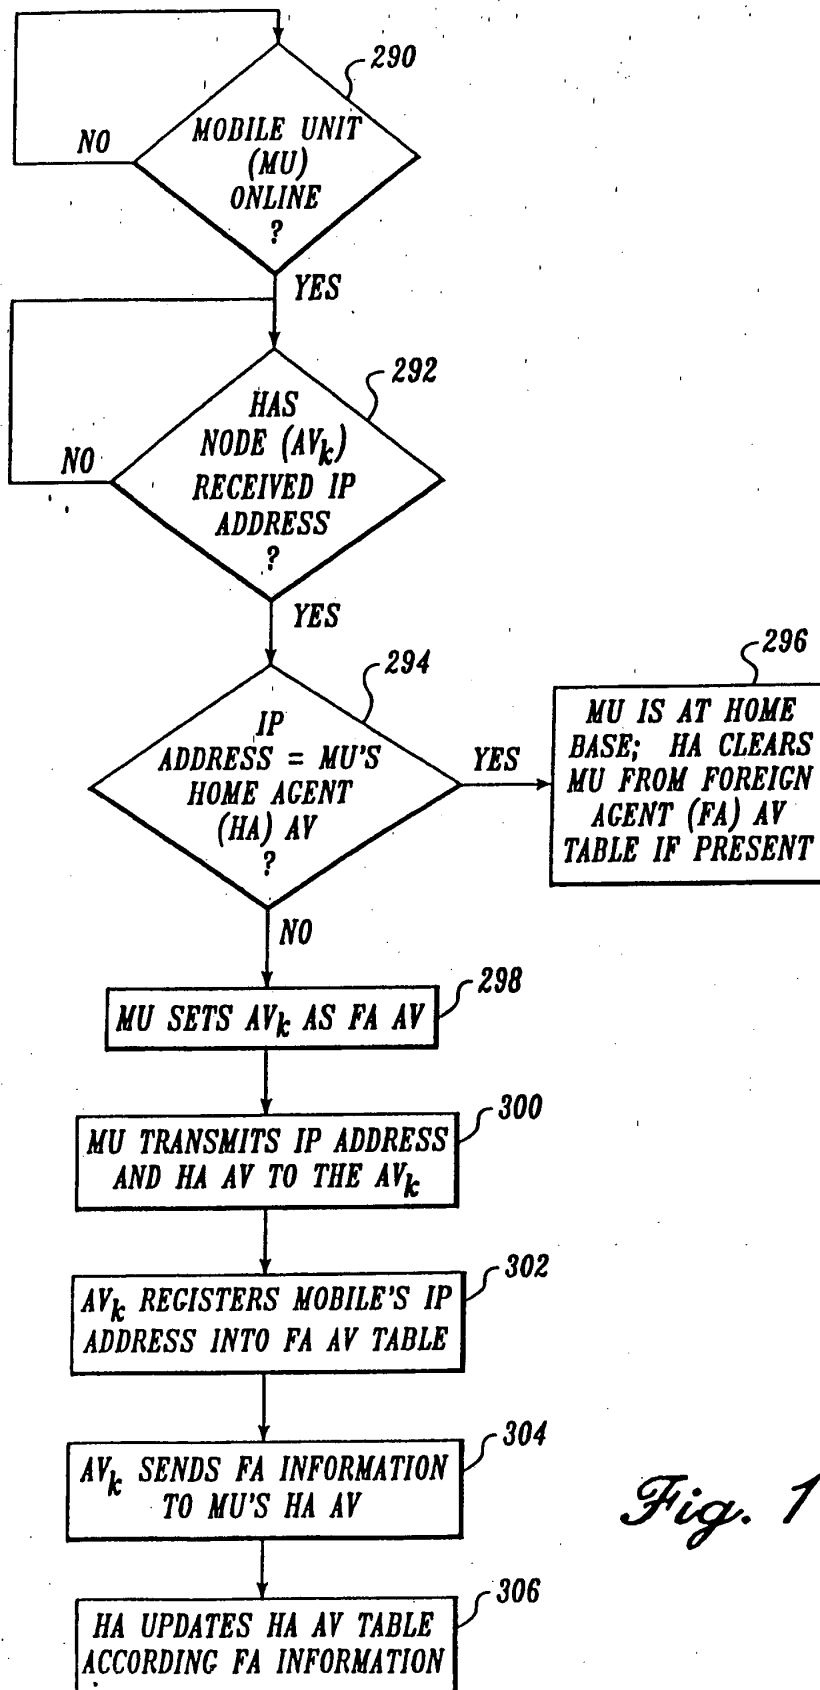 290
MOBILE UNIT
(MU)
ONLINE
?
NO
YES
292
HAS
NODE (AVk)
RECEIVED IP
ADDRESS
?
NO
YES
294
IP
ADDRESS = MU'S
HOME AGENT
(HA) AV
?
YES
296
MU IS AT HOME
BASE; HA CLEARS
MU FROM FOREIGN
AGENT (FA) AV
TABLE IF PRESENT
NO
298
MU SETS AVk AS FA AV
300
MU TRANSMITS IP ADDRESS
AND HA AV TO THE AVk
302
AVk REGISTERS MOBILE'S IP
ADDRESS INTO FA AV TABLE
304
AVk SENDS FA INFORMATION
TO MU'S HA AV
Fig. 1
306
HA UPDATES HA AV TABLE
ACCORDING FA INFORMATION